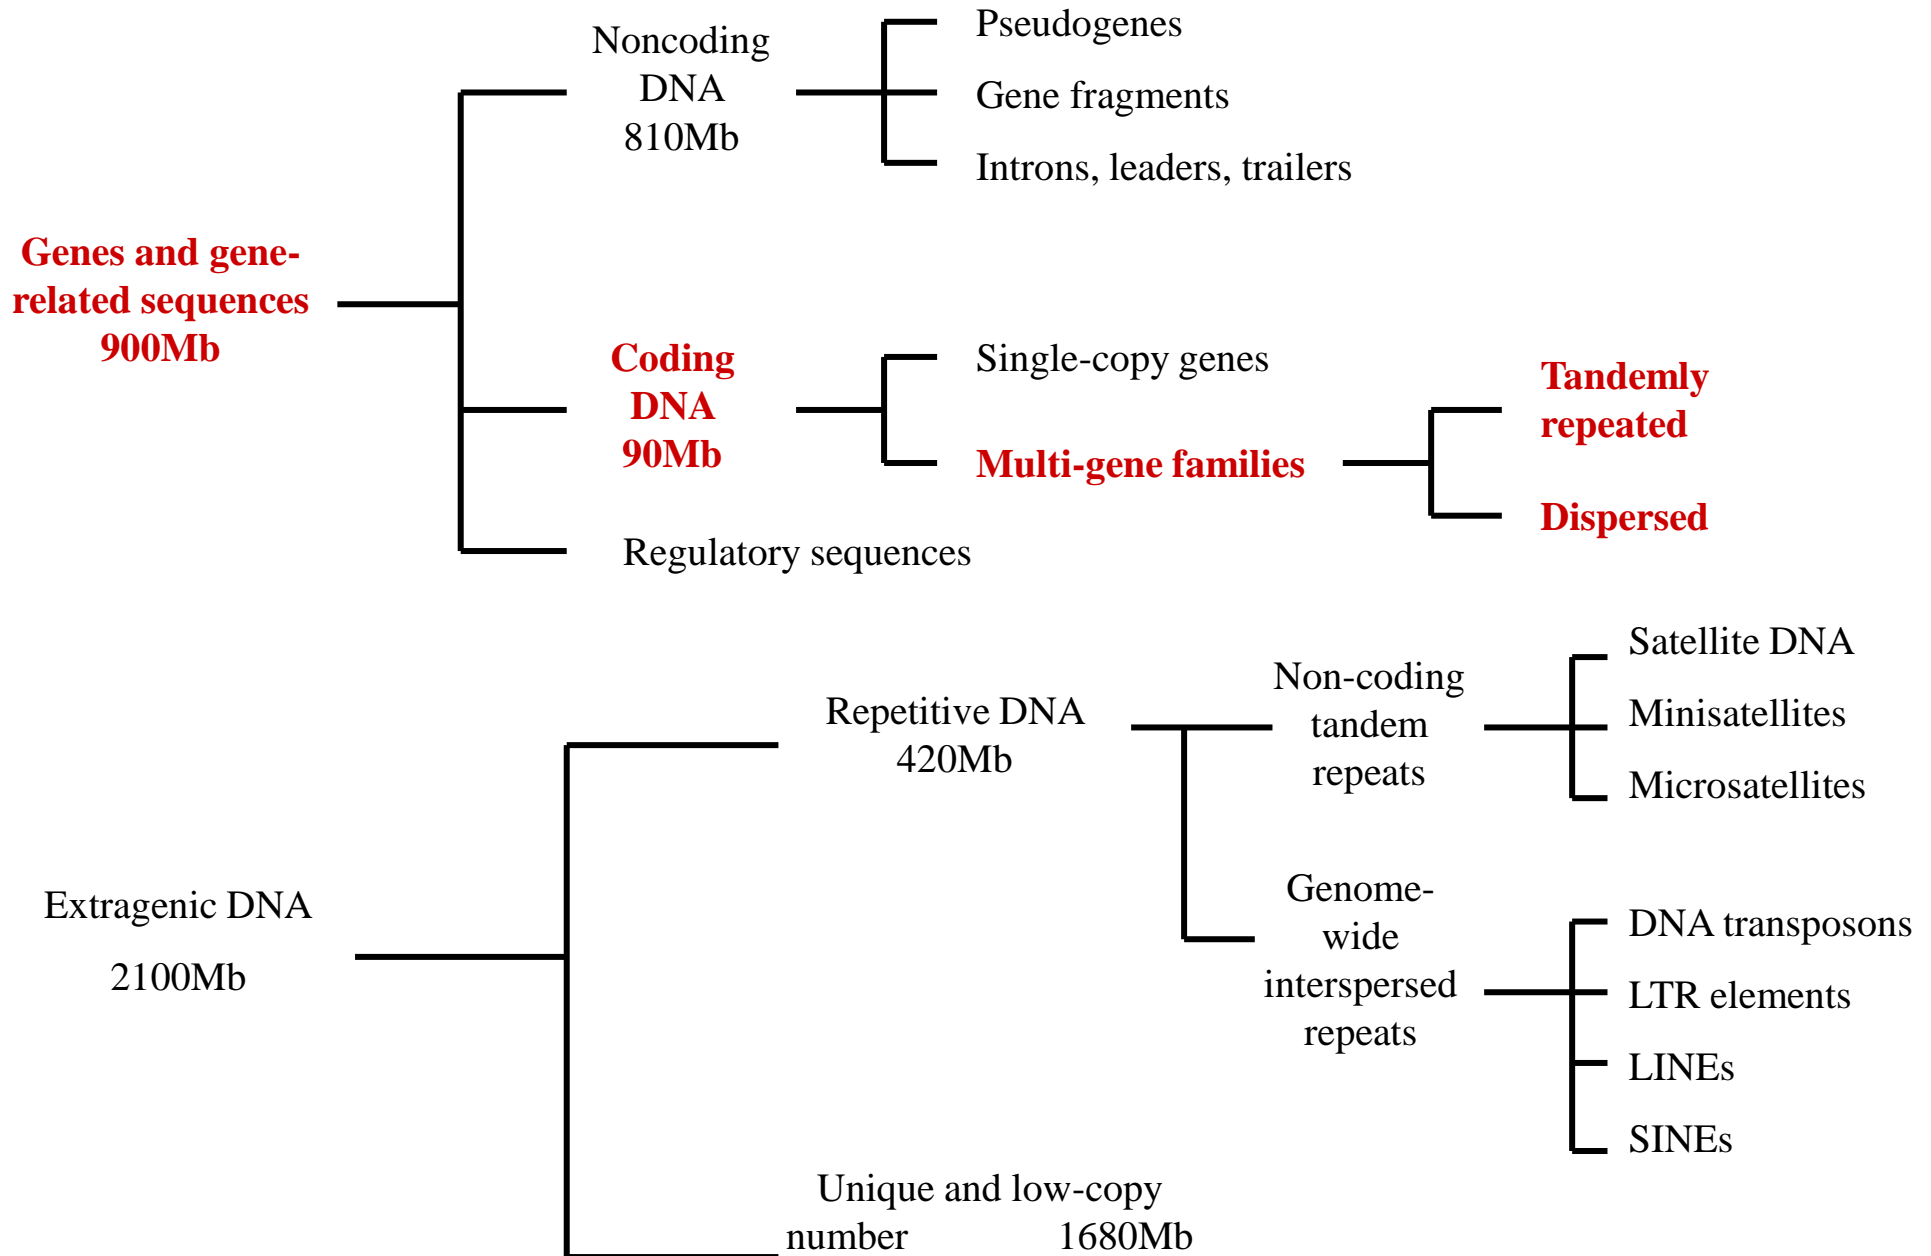 Noncoding
DNA
810Mb
Pseudogenes
Gene fragments
Introns, leaders, trailers
Genes and gene-
related sequences
900Mb
Coding
DNA
90Mb
Single-copy genes
Multi-gene families
Tandemly
repeated
Dispersed
Regulatory sequences
Extragenic DNA
2100Mb
Repetitive DNA
420Mb
Non-coding
tandem
repeats
Satellite DNA
Minisatellites
Microsatellites
Genome-
wide
interspersed
repeats
DNA transposons
LTR elements
LINEs
SINEs
Unique and low-copy
number 1680Mb